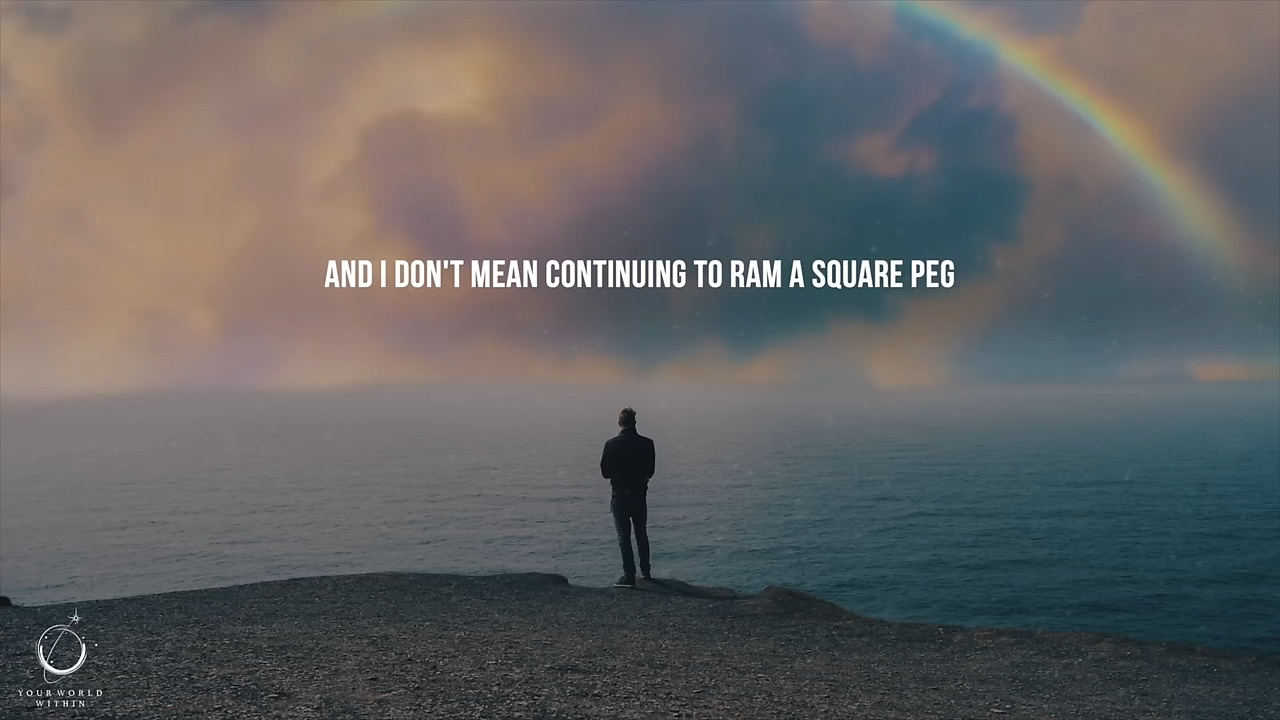 AND I DON'T MEAN CONTINUING TO RAM A SQUARE PEG
YOUR WORLD
WITHIN